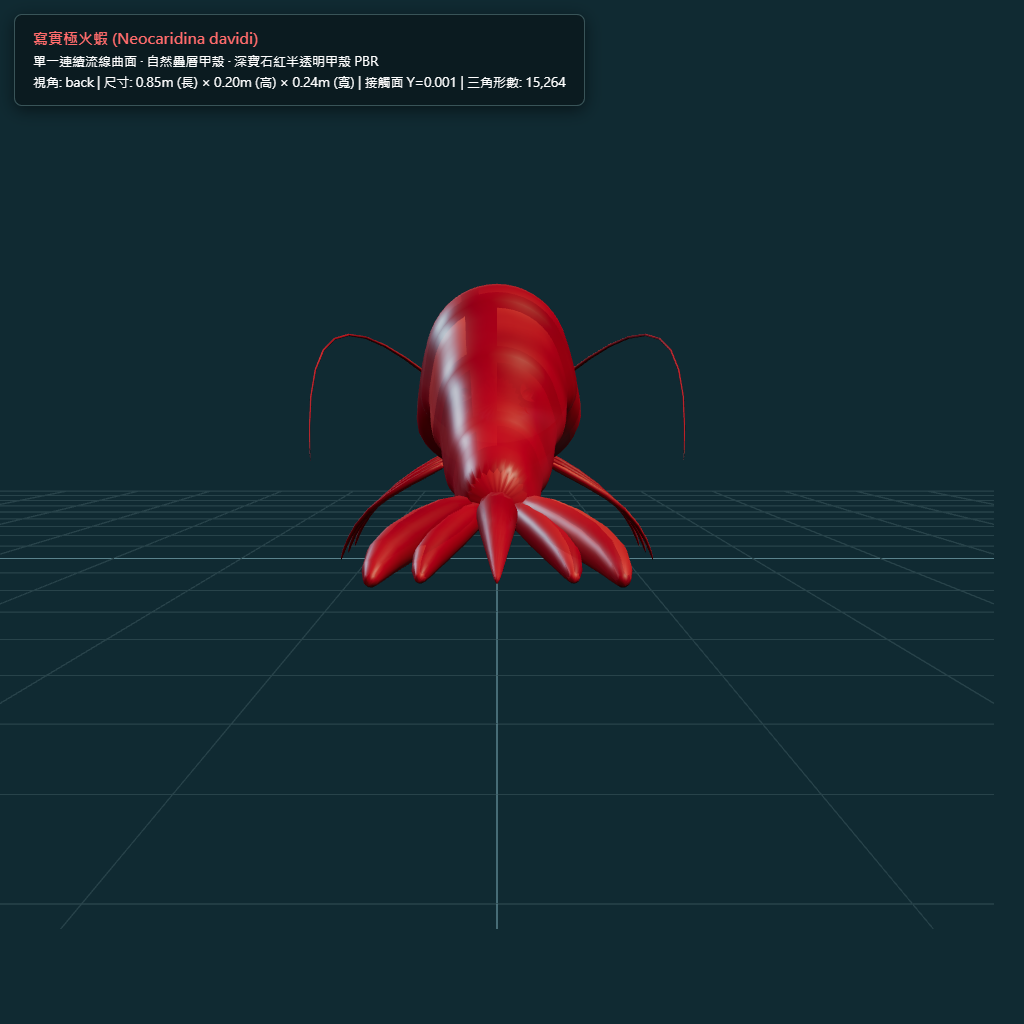 寫實極火蝦 (Neocaridina davidi)
單一連續流線曲面 · 自然疊層甲殼 · 深寶石紅半透明甲殼 PBR
視角: back | 尺寸: 0.85m (長) × 0.20m (高) × 0.24m (寬) | 接觸面 Y=0.001 | 三角形數: 15,264